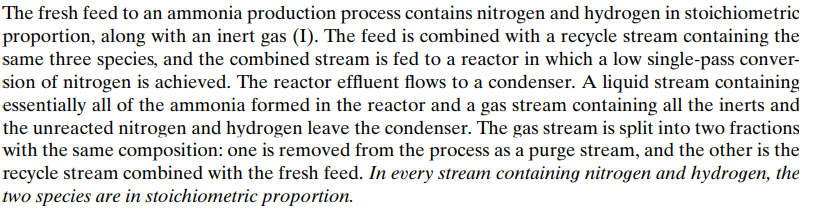 The fresh feed to an ammonia production process contains nitrogen and hydrogen in stoichiometric
proportion, along with an inert gas (I). The feed is combined with a recycle stream containing the
same three species, and the combined stream is fed to a reactor in which a low single-pass conver-
sion of nitrogen is achieved. The reactor effluent flows to a condenser. A liquid stream containing
essentially all of the ammonia formed in the reactor and a gas stream containing all the inerts and
the unreacted nitrogen and hydrogen leave the condenser. The gas stream is split into two fractions
with the same composition: one is removed from the process as a purge stream, and the other is the
recycle stream combined with the fresh feed. In every stream containing nitrogen and hydrogen, the
two species are in stoichiometric proportion.